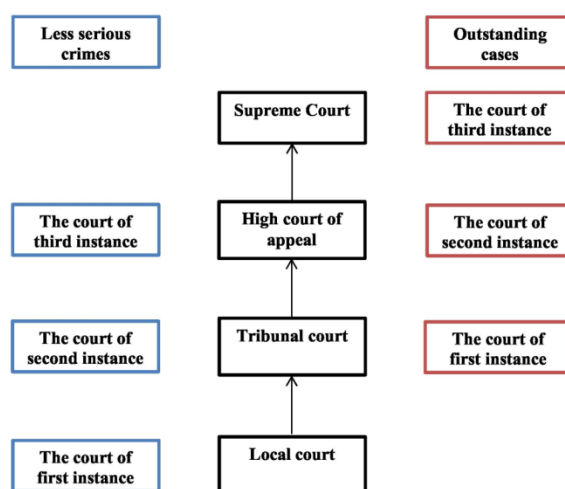 Less serious
crimes
Outstanding
cases
Supreme Court
The court of
third instance
The court of
third instance
High court of
appeal
The court of
second instance
The court of
second instance
Tribunal court
The court of
first instance
The court of
first instance
Local court